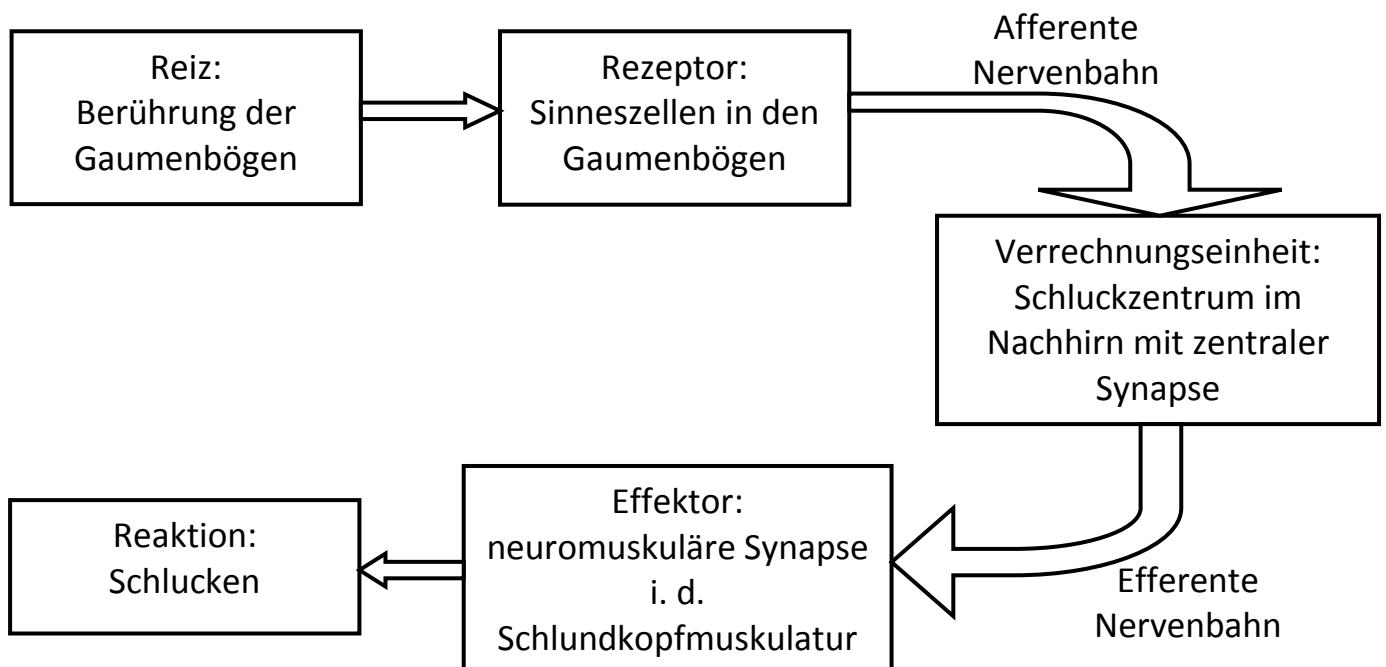 Reiz:
Berührung der
Gaumenbögen
Rezeptor:
Sinneszellen in den
Gaumenbögen
Afferente
Nervenbahn
Verrechnungseinheit:
Schluckzentrum im
Nachhirn mit zentraler
Synapse
Efferente
Nervenbahn
Effektor:
neuromuskuläre Synapse
i. d.
Schlundkopfmuskulatur
Reaktion:
Schlucken